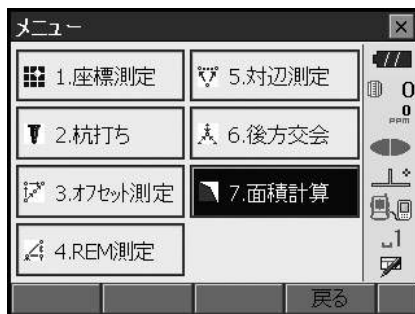 メニュー
1.座標測定
5.対辺測定
2.杭打ち
6.後方交会
3.オフセット測定
7.面積計算
4.REM測定
0
0
PPM
1
戻る